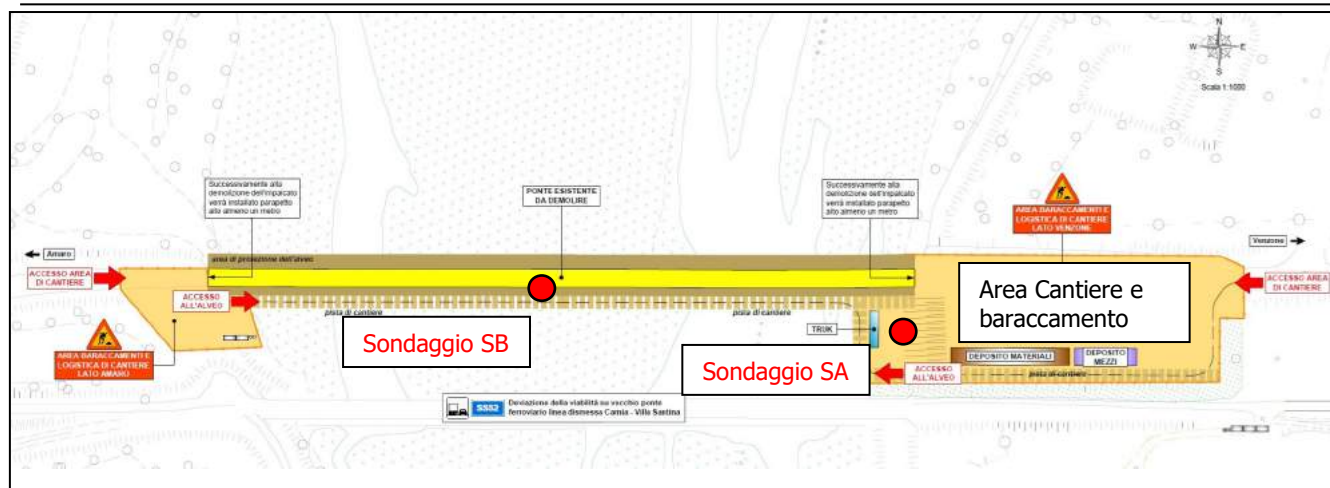 N
W E
S
Scala 1:1000
Successivamente alla
demolizione dell'impalcato
verrà installato parapetto
alto almeno un metro
PONTE ESISTENTE
DA DEMOLIRE
Successivamente alla
demolizione dell'impalcato
verrà installato parapetto
alto almeno un metro
AREA BARACCAMENTI E
LOGISTICA DI CANTIERE
LATO VENZONE
Amaro
Venzone
area di protezione dell'alveo
ACCESSO AREA
DI CANTIERE
ACCESSO
ALL'ALVEO
pista di cantiere
pista di cantiere
Area Cantiere e
baraccamento
ACCESSO AREA
DI CANTIERE
Sondaggio SB
TRUK
AREA BARACCAMENTI E
LOGISTICA DI CANTIERE
LATO AMARO
Sondaggio SA
ACCESSO
ALL'ALVEO
DEPOSITO MATERIALI
DEPOSITO
MEZZI
pista di cantiere
SS52
Deviazione della viabilità su vecchio ponte
ferroviario linea dismessa Carnia - Villa Santina